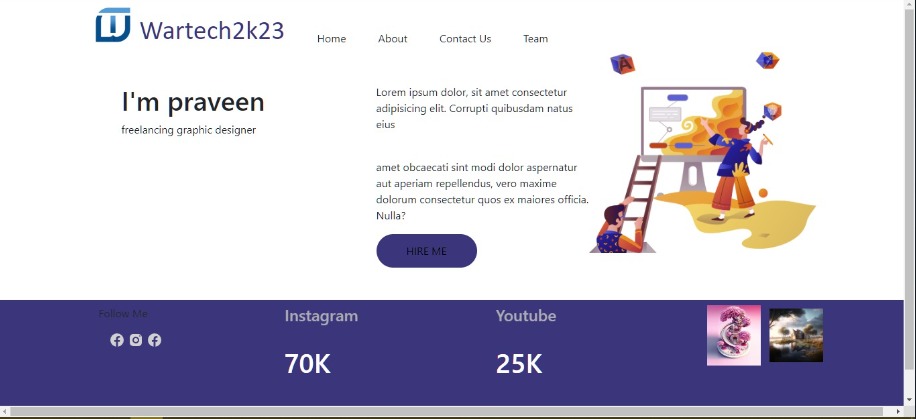 Wartech2k23
Home About Contact Us Team
I'm praveen
freelancing graphic designer
Lorem ipsum dolor, sit amet consectetur
adipisicing elit. Corrupti quibusdam natus
eius
amet obcaecati sint modi dolor aspernatur
aut aperiam repellendus, vero maxime
dolorum consectetur quos ex maiores officia.
Nulla?
HIRE ME
Follow Me
Instagram
70K
Youtube
25K